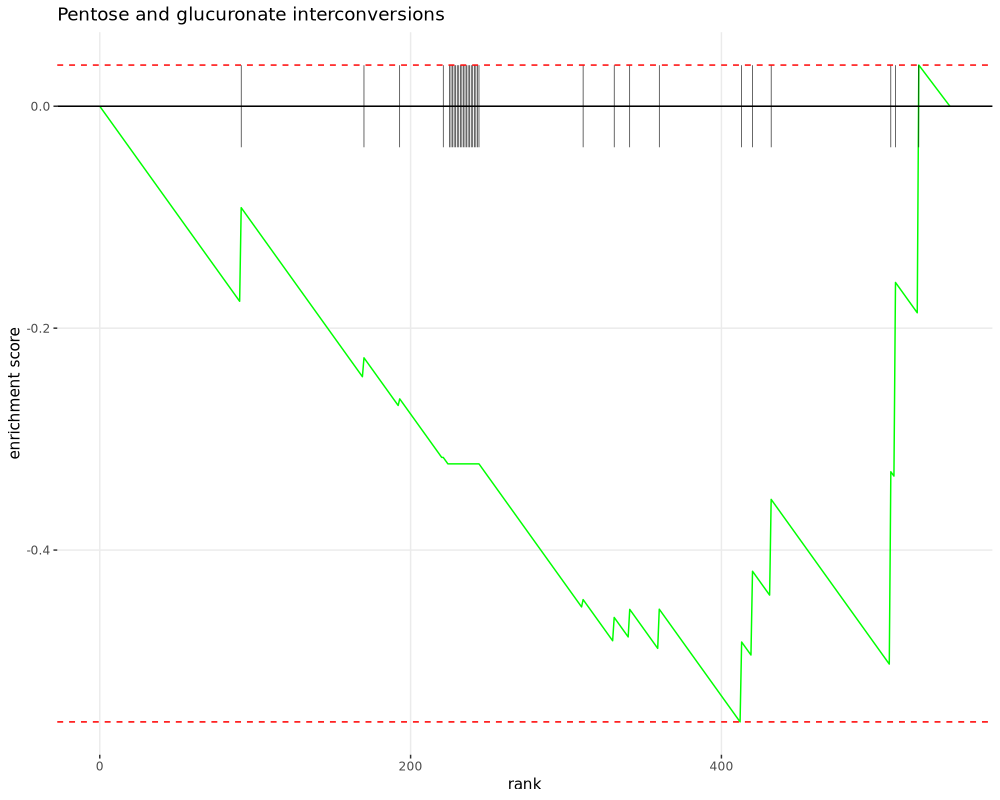 Pentose and glucuronate interconversions
0.0
-0.2
-0.4
enrichment score
0
200
400
rank